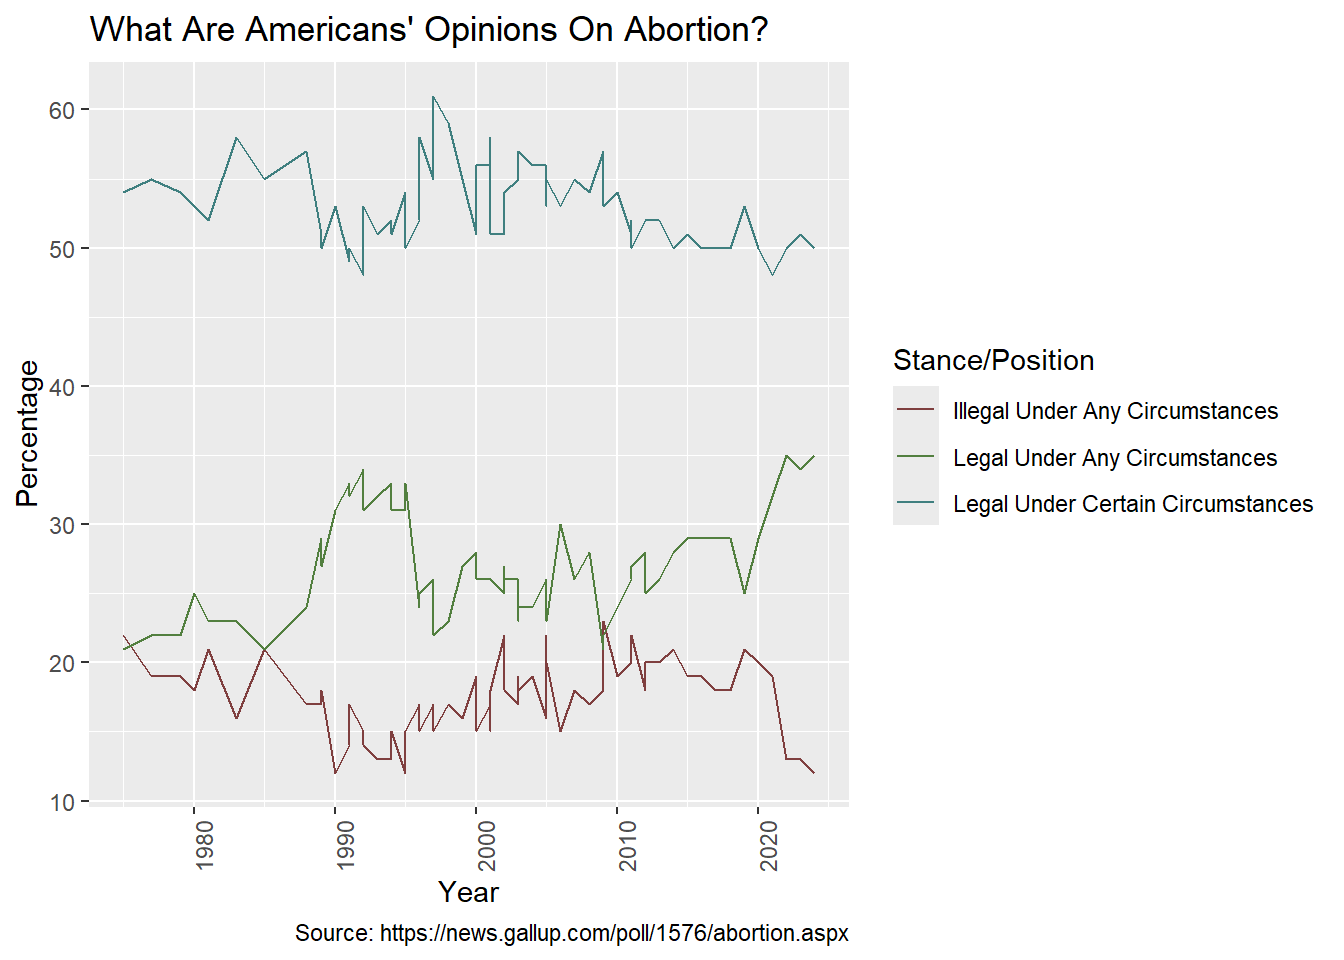 What Are Americans' Opinions On Abortion?
60
50
40
30
20
10
Percentage
1980
1990
2000
2010
2020
Year
Stance/Position
Illegal Under Any Circumstances
Legal Under Any Circumstances
Legal Under Certain Circumstances
Source: https://news.gallup.com/poll/1576/abortion.aspx